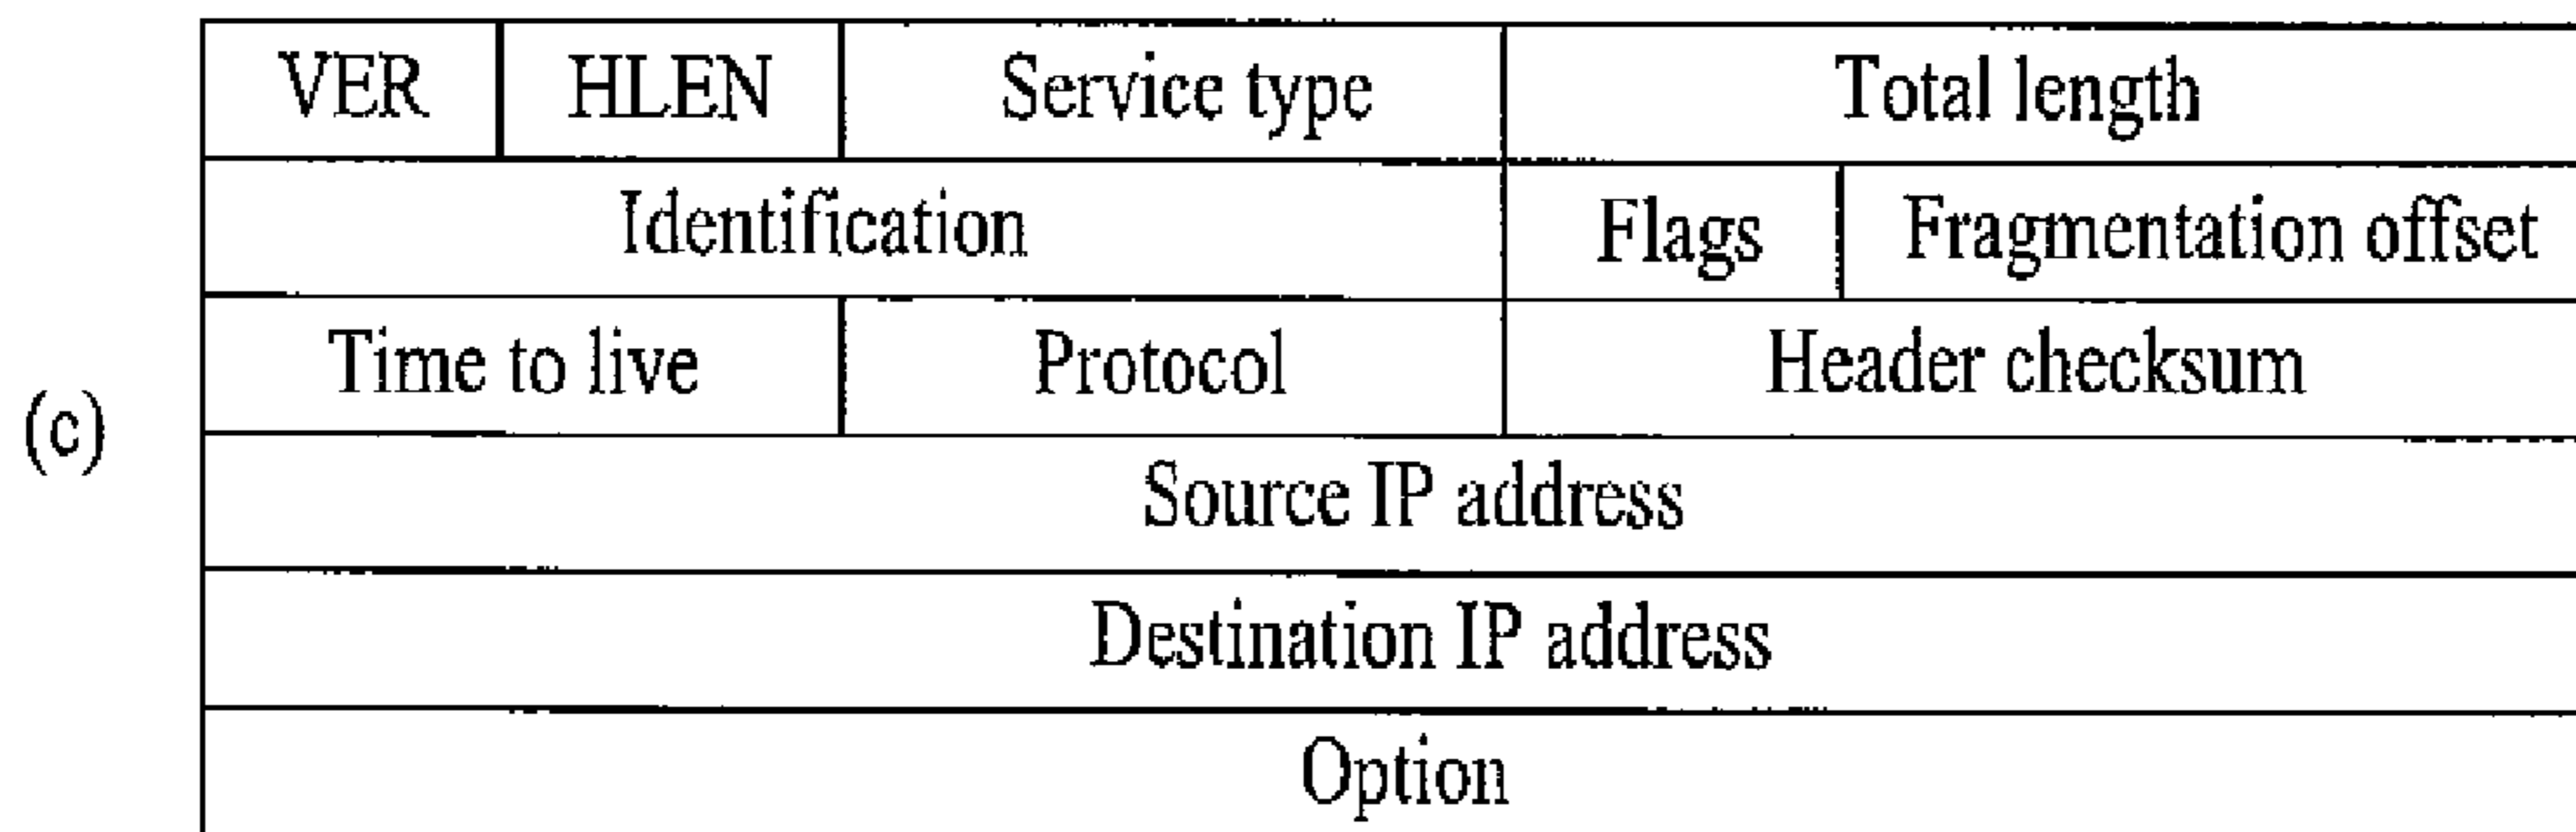 VER HLEN Service type Total length
Identification Flags Fragmentation offset
Time to live Protocol Header checksum
(c)
Source IP address
Destination IP address
Option